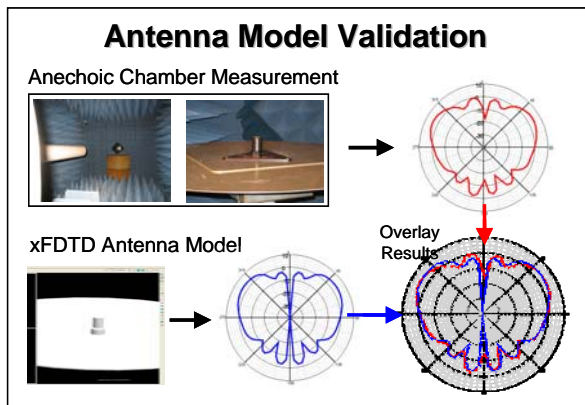 Antenna Model Validation
Anechoic Chamber Measurement
xFDTD Antenna Model
Overlay
Results